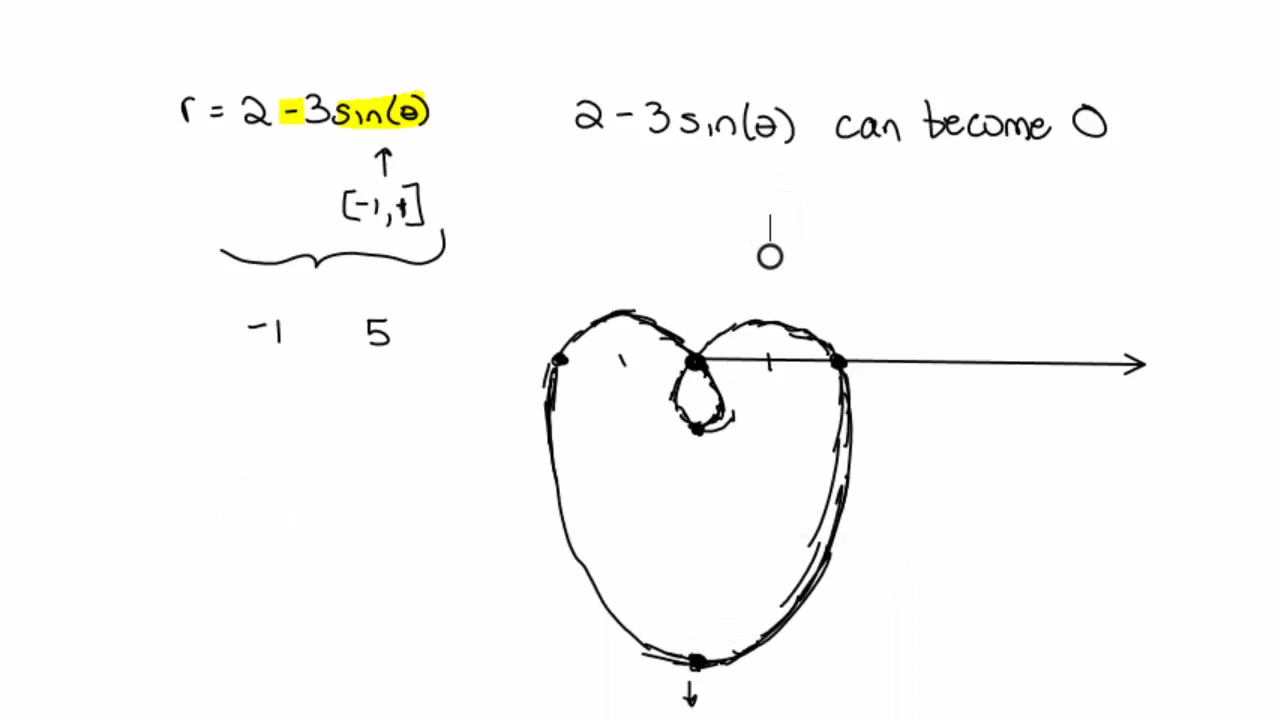 r = 2 - 3sin(θ)
2 - 3sin(θ) can become 0
↑
[-1, 1]
-1 5